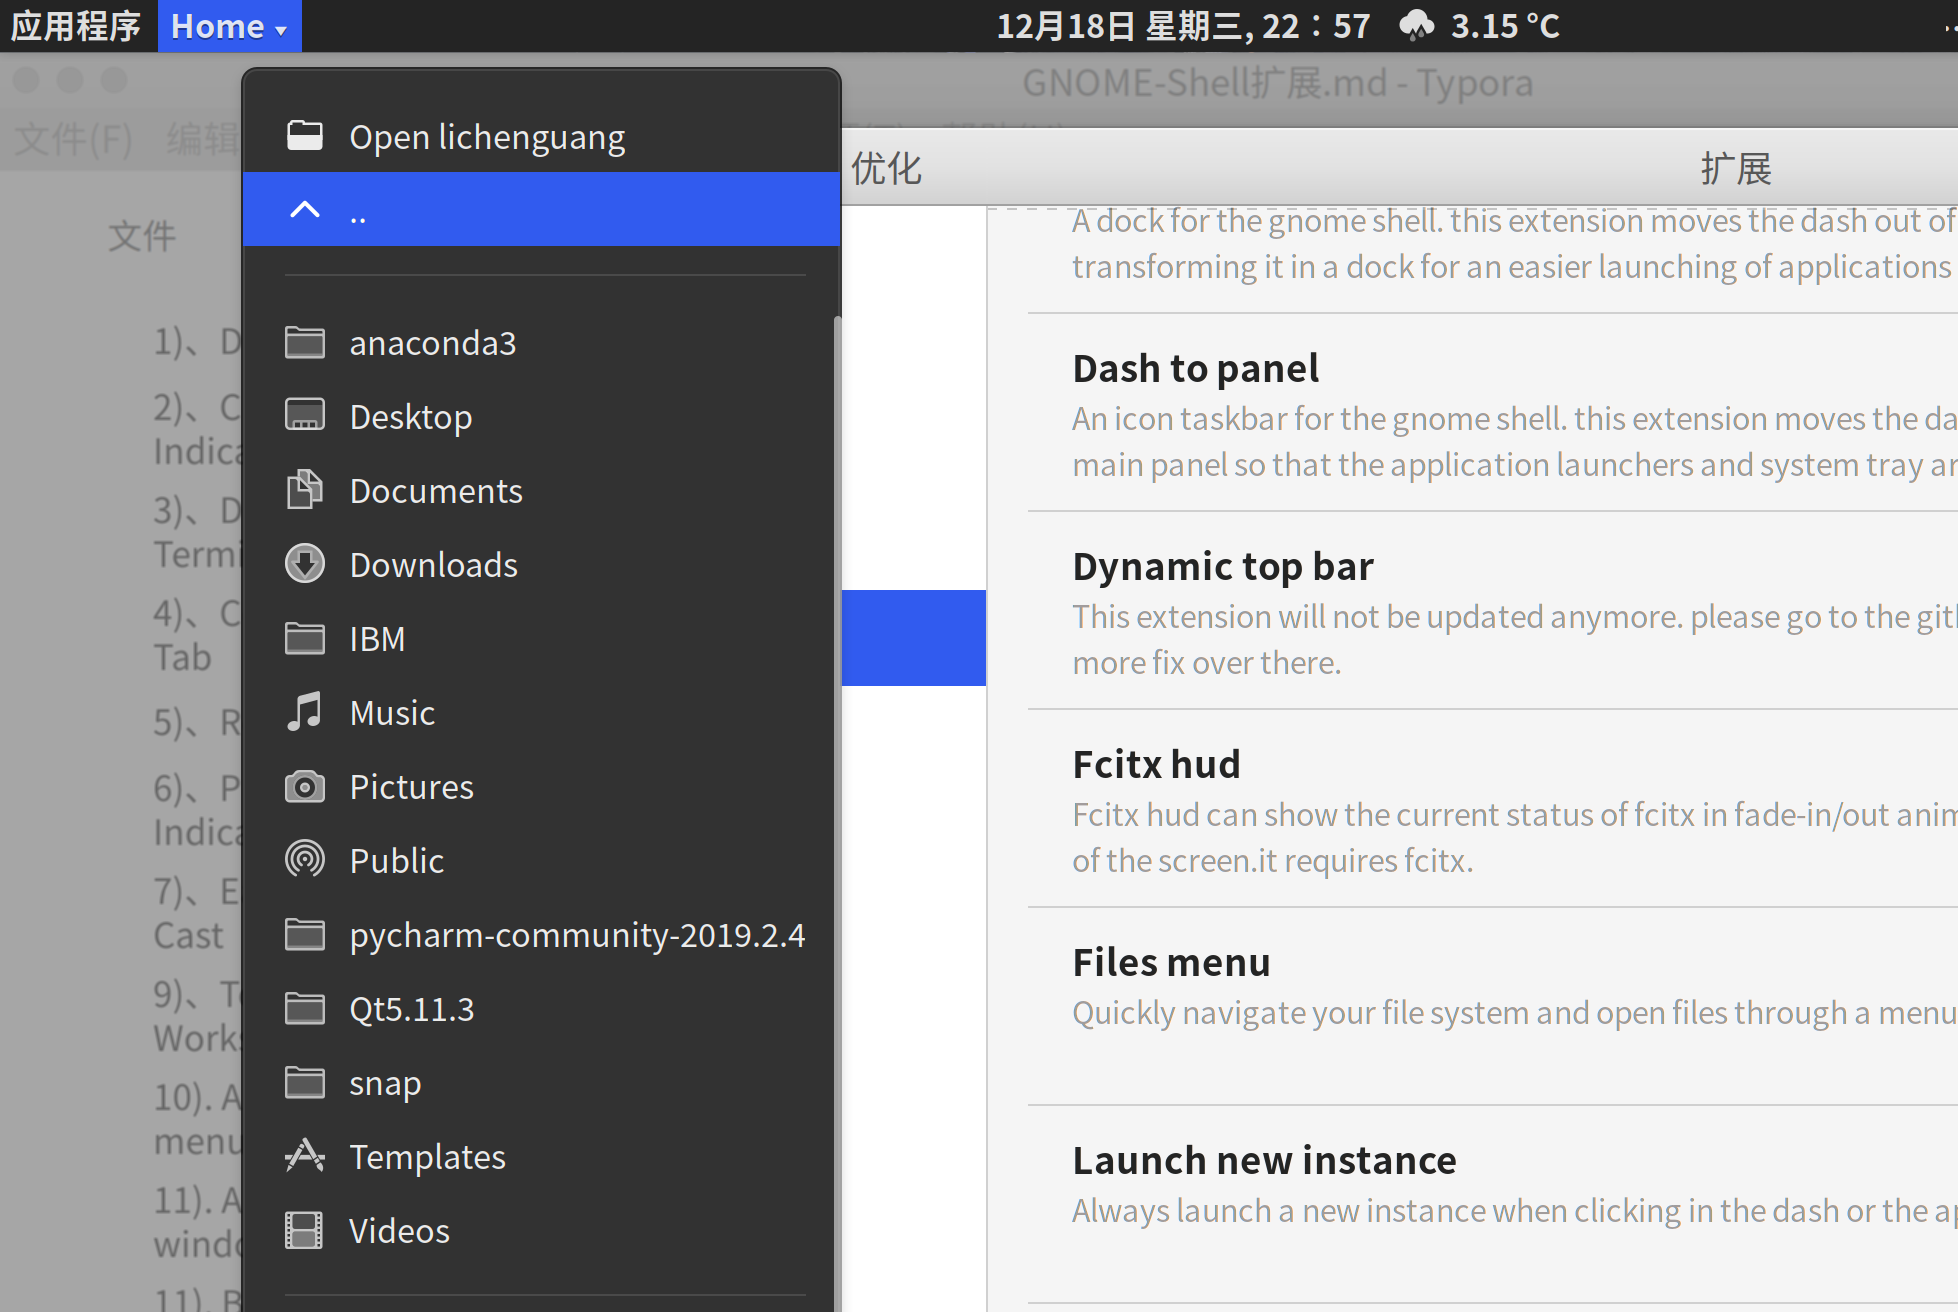 应用程序 Home 12月18日 星期三, 22∶57 3.15 °C
GNOME-Shell扩展.md - Typora
文件(F) 编辑
优化 扩展
文件
1)、D
2)、C
Indica
3)、D
Termi
4)、C
Tab
5)、R
6)、P
Indica
7)、E
Cast
9)、To
Works
10). A
menu
11). A
windo
11). B
Open lichenguang
..
anaconda3
Desktop
Documents
Downloads
IBM
Music
Pictures
Public
pycharm-community-2019.2.4
Qt5.11.3
snap
Templates
Videos
A dock for the gnome shell. this extension moves the dash out of
transforming it in a dock for an easier launching of applications
Dash to panel
An icon taskbar for the gnome shell. this extension moves the da
main panel so that the application launchers and system tray ar
Dynamic top bar
This extension will not be updated anymore. please go to the gith
more fix over there.
Fcitx hud
Fcitx hud can show the current status of fcitx in fade-in/out anim
of the screen.it requires fcitx.
Files menu
Quickly navigate your file system and open files through a menu
Launch new instance
Always launch a new instance when clicking in the dash or the ap